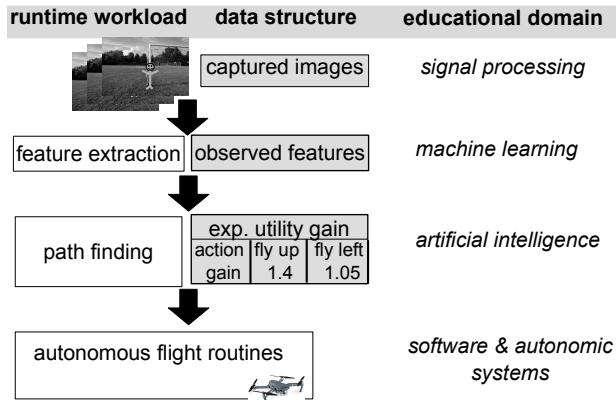 runtime workload data structure educational domain
captured images signal processing
feature extraction observed features machine learning
exp. utility gain
path finding action fly up fly left artificial intelligence
gain 1.4 1.05
autonomous flight routines software & autonomic
systems